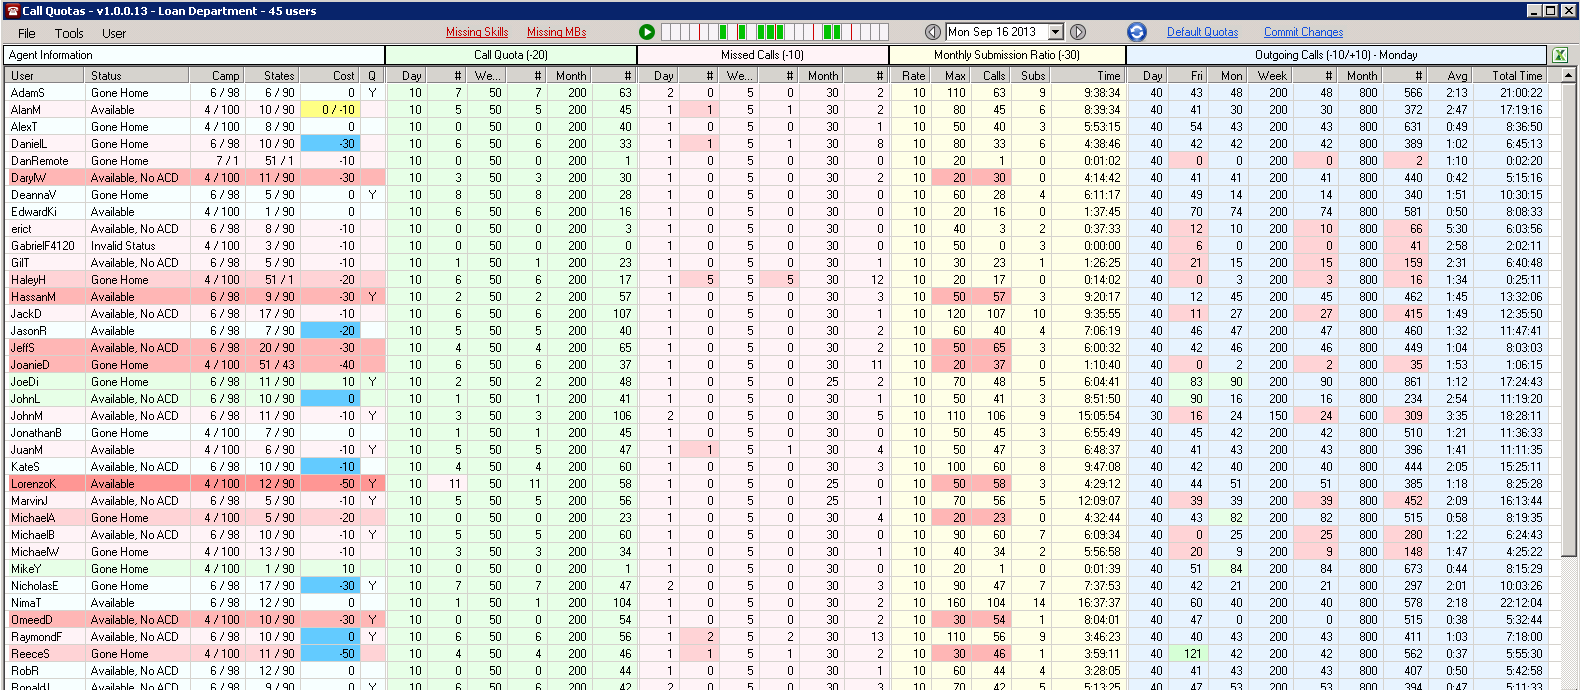 Call Quotas - v1.0.0.13 - Loan Department - 45 users
File Tools User Missing Skills Missing MBs Mon Sep 16 2013 Default Quotas Commit Changes
Agent Information Call Quota (-20) Missed Calls (-10) Monthly Submission Ratio (-30) Outgoing Calls (-10/+10) - Monday
User Status Camp States Cost Q Day # We... # Month # Day # We... # Month # Rate Max Calls Subs Time Day Fri Mon Week # Month # Avg Total Time
AdamS Gone Home 6 / 98 6 / 90 0 Y 10 7 50 7 200 63 2 0 5 0 30 2 10 110 63 9 9:38:34 40 43 48 200 48 800 566 2:13 21:00:22
AlanM Available 4 / 100 10 / 90 0 / -10 10 5 50 5 200 45 1 1 5 1 30 2 10 80 45 6 8:39:34 40 41 30 200 30 800 372 2:47 17:19:16
AlexT Gone Home 4 / 100 8 / 90 0 10 0 50 0 200 40 1 0 5 0 30 1 10 50 40 3 5:53:15 40 54 43 200 43 800 631 0:49 8:36:50
DanielL Gone Home 6 / 98 10 / 90 -30 10 6 50 6 200 33 1 1 5 1 30 8 10 80 33 6 4:38:46 40 42 42 200 42 800 389 1:02 6:45:13
DanRemote Gone Home 7 / 1 51 / 1 -10 10 0 50 0 200 1 1 0 5 0 30 0 10 20 1 0 0:01:02 40 0 0 200 0 800 2 1:10 0:02:20
DarylW Available, No ACD 4 / 100 11 / 90 -30 10 3 50 3 200 30 1 0 5 0 30 2 10 20 30 0 4:14:42 40 41 41 200 41 800 440 0:42 5:15:16
DeannaV Gone Home 6 / 98 5 / 90 0 Y 10 8 50 8 200 28 1 0 5 0 30 2 10 60 28 4 6:11:17 40 49 14 200 14 800 340 1:51 10:30:15
EdwardKi Available 4 / 100 1 / 90 0 10 6 50 6 200 16 1 0 5 0 30 0 10 20 16 0 1:37:45 40 70 74 200 74 800 581 0:50 8:08:33
erict Available, No ACD 6 / 98 8 / 90 -10 10 0 50 0 200 3 1 0 5 0 30 0 10 40 3 2 0:37:33 40 12 10 200 10 800 66 5:30 6:03:56
GabrielF4120 Invalid Status 4 / 100 3 / 90 -10 10 0 50 0 200 0 1 0 5 0 30 0 10 50 0 3 0:00:00 40 6 0 200 0 800 41 2:58 2:02:11
GilT Available, No ACD 6 / 98 5 / 90 -10 10 1 50 1 200 23 1 0 5 0 30 0 10 30 23 1 1:26:25 40 21 15 200 15 800 159 2:31 6:40:48
HaleyH Gone Home 4 / 100 51 / 1 -20 10 6 50 6 200 17 1 5 5 5 30 12 10 20 17 0 0:14:02 40 0 3 200 3 800 16 1:34 0:25:11
HassanM Available 6 / 98 9 / 90 -30 Y 10 2 50 2 200 57 1 0 5 0 30 3 10 50 57 3 9:20:17 40 12 45 200 45 800 462 1:45 13:32:06
JackD Available, No ACD 6 / 98 17 / 90 -10 10 6 50 6 200 107 1 0 5 0 30 2 10 120 107 10 9:35:55 40 11 27 200 27 800 415 1:49 12:35:50
JasonR Available 6 / 98 7 / 90 -20 10 5 50 5 200 40 1 0 5 0 30 2 10 60 40 4 7:06:19 40 46 47 200 47 800 460 1:32 11:47:41
JeffS Available, No ACD 6 / 98 20 / 90 -30 10 4 50 4 200 65 1 0 5 0 30 2 10 50 65 3 6:00:32 40 42 46 200 46 800 449 1:04 8:03:03
JoanieD Gone Home 4 / 100 51 / 43 -40 10 6 50 6 200 37 1 0 5 0 30 11 10 20 37 0 1:10:40 40 0 2 200 2 800 35 1:53 1:06:15
JoeDi Gone Home 6 / 98 11 / 90 10 Y 10 2 50 2 200 48 1 0 5 0 25 2 10 70 48 5 6:04:41 40 83 90 200 90 800 861 1:12 17:24:43
JohnL Available, No ACD 6 / 98 10 / 90 0 10 1 50 1 200 41 1 0 5 0 30 1 10 50 41 3 8:51:50 40 90 16 200 16 800 234 2:54 11:19:20
JohnM Available, No ACD 6 / 98 11 / 90 -10 Y 10 3 50 3 200 106 2 0 5 0 30 5 10 110 106 9 15:05:54 30 16 24 150 24 600 309 3:35 18:28:11
JonathanB Gone Home 4 / 100 7 / 90 0 10 1 50 1 200 45 1 0 5 0 30 0 10 50 45 3 6:55:49 40 45 42 200 42 800 510 1:21 11:36:33
JuanM Available 4 / 100 6 / 90 -10 Y 10 5 50 5 200 47 1 1 5 1 30 4 10 50 47 3 6:48:37 40 41 43 200 43 800 396 1:41 11:11:35
KateS Available, No ACD 6 / 98 10 / 90 -10 10 4 50 4 200 60 1 0 5 0 30 3 10 100 60 8 9:47:08 40 42 40 200 40 800 444 2:05 15:25:11
LorenzoK Available 4 / 100 12 / 90 -50 Y 10 11 50 11 200 58 1 0 5 0 25 0 10 50 58 3 4:29:12 40 44 51 200 51 800 385 1:18 8:25:28
MarvinJ Available, No ACD 6 / 98 5 / 90 -10 Y 10 5 50 5 200 56 1 0 5 0 25 1 10 70 56 5 12:09:07 40 39 39 200 39 800 452 2:09 16:13:44
MichaelA Gone Home 4 / 100 5 / 90 -20 10 0 50 0 200 23 1 0 5 0 30 4 10 20 23 0 4:32:44 40 43 82 200 82 800 515 0:58 8:19:35
MichaelB Available, No ACD 6 / 98 10 / 90 -10 Y 10 5 50 5 200 60 1 0 5 0 30 0 10 90 60 7 6:09:34 40 0 25 200 25 800 280 1:22 6:24:43
MichaelW Gone Home 4 / 100 13 / 90 -10 10 3 50 3 200 34 1 0 5 0 30 1 10 40 34 2 5:56:58 40 20 9 200 9 800 148 1:47 4:25:22
MikeY Gone Home 4 / 100 1 / 90 10 10 0 50 0 200 1 1 0 5 0 30 0 10 20 1 0 0:01:39 40 51 84 200 84 800 673 0:44 8:15:29
NicholasE Gone Home 6 / 98 17 / 90 -30 Y 10 7 50 7 200 47 2 0 5 0 30 3 10 90 47 7 7:37:53 40 42 21 200 21 800 297 2:01 10:03:26
NimaT Available 6 / 98 12 / 90 0 10 1 50 1 200 104 1 0 5 0 30 2 10 160 104 14 16:37:37 40 60 40 200 40 800 578 2:18 22:12:04
OmeedD Available, No ACD 4 / 100 10 / 90 -30 Y 10 0 50 0 200 54 1 0 5 0 30 2 10 30 54 1 8:04:01 40 47 0 200 0 800 515 0:38 5:32:44
RaymondF Available, No ACD 6 / 98 10 / 90 0 Y 10 6 50 6 200 56 1 2 5 2 30 13 10 110 56 9 3:46:23 40 40 43 200 43 800 411 1:03 7:18:00
ReeceS Gone Home 4 / 100 11 / 90 -50 10 4 50 4 200 46 1 1 5 1 30 2 10 30 46 1 3:59:11 40 121 42 200 42 800 562 0:37 5:55:30
RobR Available, No ACD 6 / 98 5 / 90 0 10 0 50 0 200 44 1 0 5 0 30 1 10 60 44 4 3:28:05 40 41 43 200 43 800 407 0:50 5:42:58
RonaldJ Available, No ACD 6 / 98 9 / 90 0 Y 10 6 50 6 200 42 1 0 5 0 30 3 10 70 42 5 5:13:25 40 47 53 200 53 800 394 0:47 5:11:33